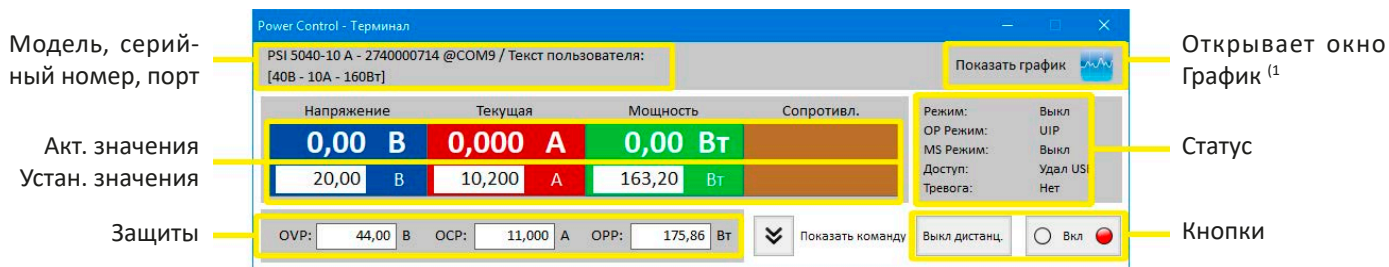 Power Control - Терминал
Модель, серий-
ный номер, порт
PSI 5040-10 A - 2740000714 @COM9 / Текст пользователя:
[40В - 10А - 160Вт]
Показать график
Открывает окно
График (1
Напряжение Текущая Мощность Сопротивл.
Акт. значения
0,00 В 0,000 А 0,00 Вт
Устан. значения
20,00 В 10,200 А 163,20 Вт
Режим: Выкл
OP Режим: UIP
MS Режим: Выкл
Доступ: Удал USB
Тревога: Нет
Статус
Защиты
OVP: 44,00 В OCP: 11,000 А OPP: 175,86 Вт
Показать команду
Выкл дистанц.
Вкл
Кнопки